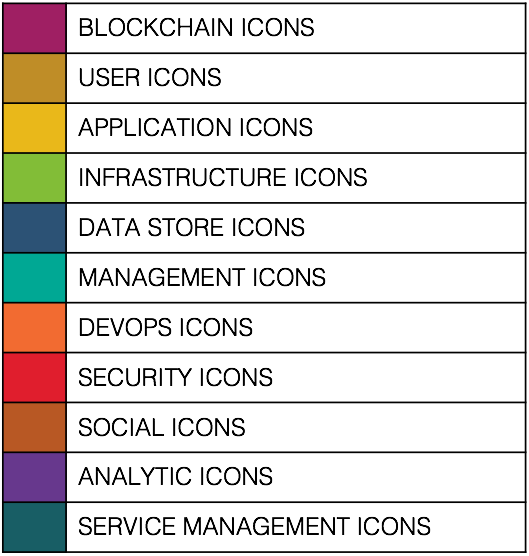 BLOCKCHAIN ICONS
USER ICONS
APPLICATION ICONS
INFRASTRUCTURE ICONS
DATA STORE ICONS
MANAGEMENT ICONS
DEVOPS ICONS
SECURITY ICONS
SOCIAL ICONS
ANALYTIC ICONS
SERVICE MANAGEMENT ICONS